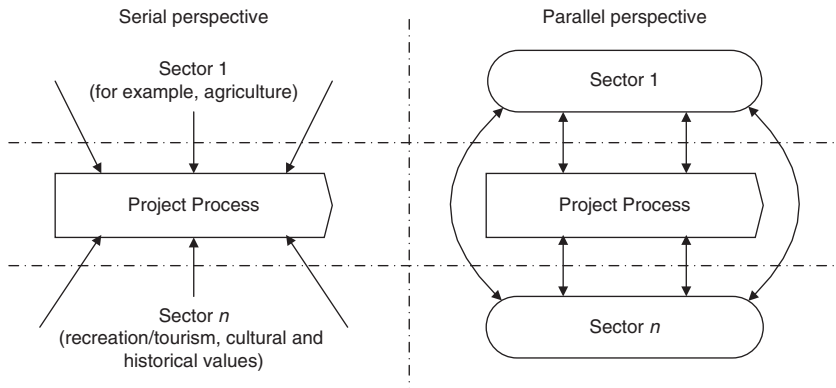 Serial perspective
Sector 1
(for example, agriculture)
Project Process
Sector n
(recreation/tourism, cultural and
historical values)
Parallel perspective
Sector 1
Project Process
Sector n